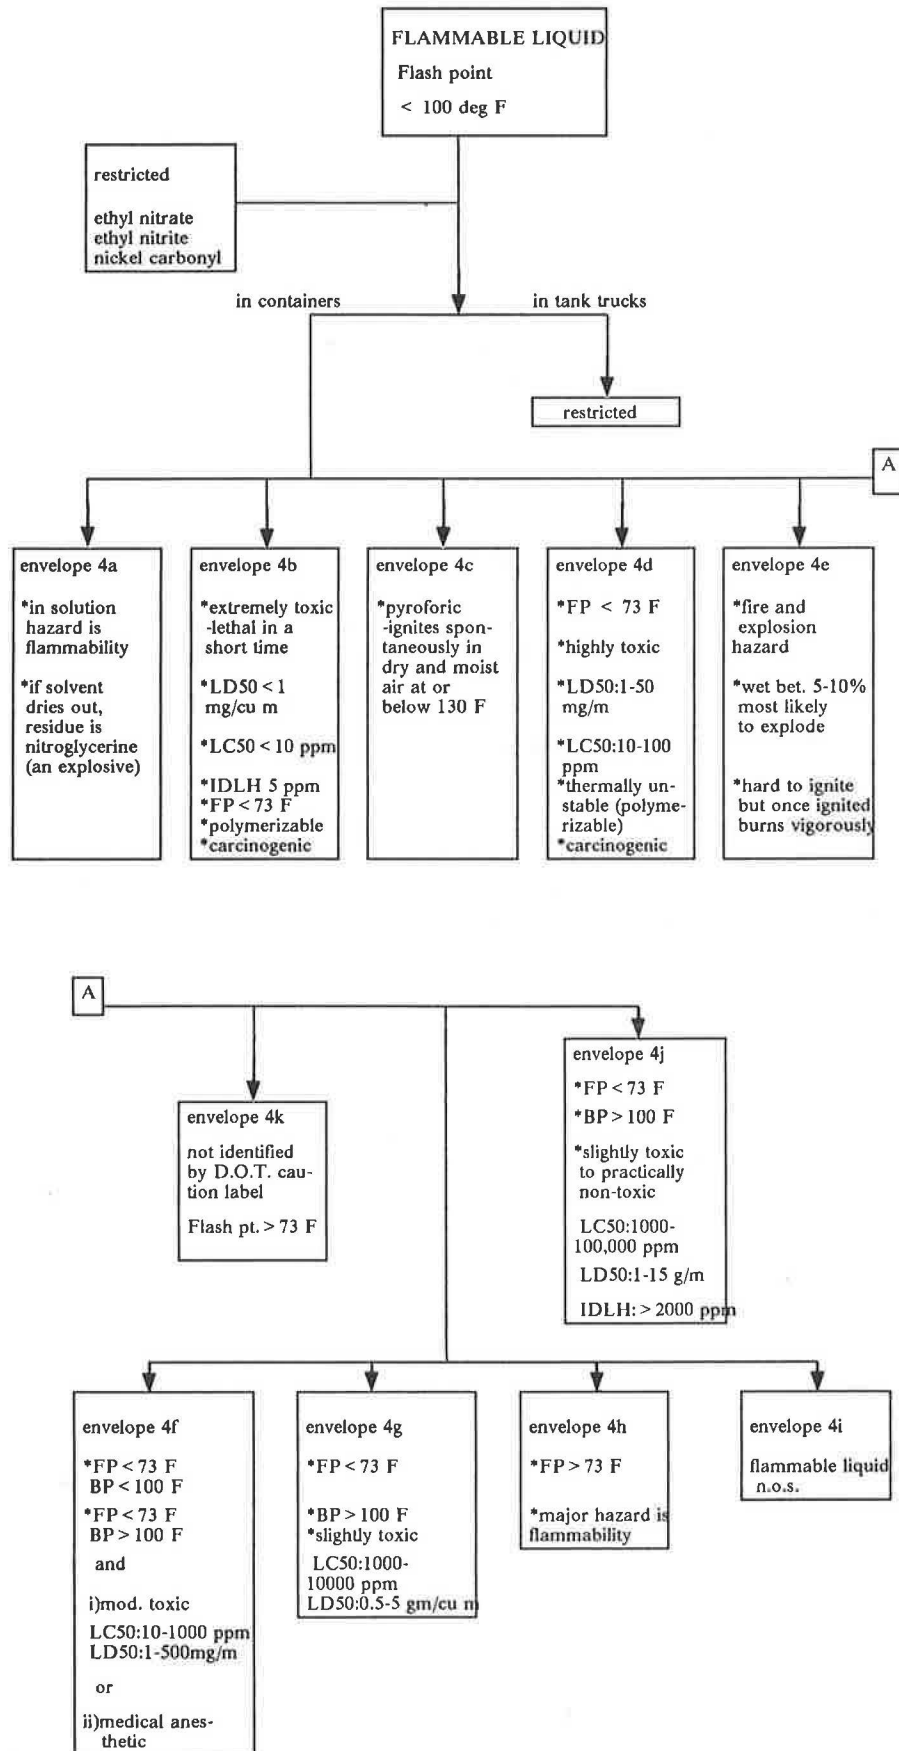 FLAMMABLE LIQUID
Flash point
< 100 deg F
restricted
ethyl nitrate
ethyl nitrite
nickel carbonyl
in containers
in tank trucks
restricted
A
envelope 4a
*in solution
hazard is
flammability
*if solvent
dries out,
residue is
nitroglycerine
(an explosive)
envelope 4b
*extremely toxic
-lethal in a
short time
*LD50 < 1
mg/cu m
*LC50 < 10 ppm
*IDLH 5 ppm
*FP < 73 F
*polymerizable
*carcinogenic
envelope 4c
*pyroforic
-ignites spon-
taneously in
dry and moist
air at or
below 130 F
envelope 4d
*FP < 73 F
*highly toxic
*LD50:1-50
mg/m
*LC50:10-100
ppm
*thermally un-
stable (polyme-
rizable)
*carcinogenic
envelope 4e
*fire and
explosion
hazard
*wet bet. 5-10%
most likely
to explode
*hard to ignite
but once ignited
burns vigorously
A
envelope 4k
not identified
by D.O.T. cau-
tion label
Flash pt. > 73 F
envelope 4j
*FP < 73 F
*BP > 100 F
*slightly toxic
to practically
non-toxic
LC50:1000-
100,000 ppm
LD50:1-15 g/m
IDLH: > 2000 ppm
envelope 4f
*FP < 73 F
BP < 100 F
*FP < 73 F
BP > 100 F
and
i)mod. toxic
LC50:10-1000 ppm
LD50:1-500mg/m
or
ii)medical anes-
thetic
envelope 4g
*FP < 73 F
*BP > 100 F
*slightly toxic
LC50:1000-
10000 ppm
LD50:0.5-5 gm/cu m
envelope 4h
*FP > 73 F
*major hazard is
flammability
envelope 4i
flammable liquid
n.o.s.